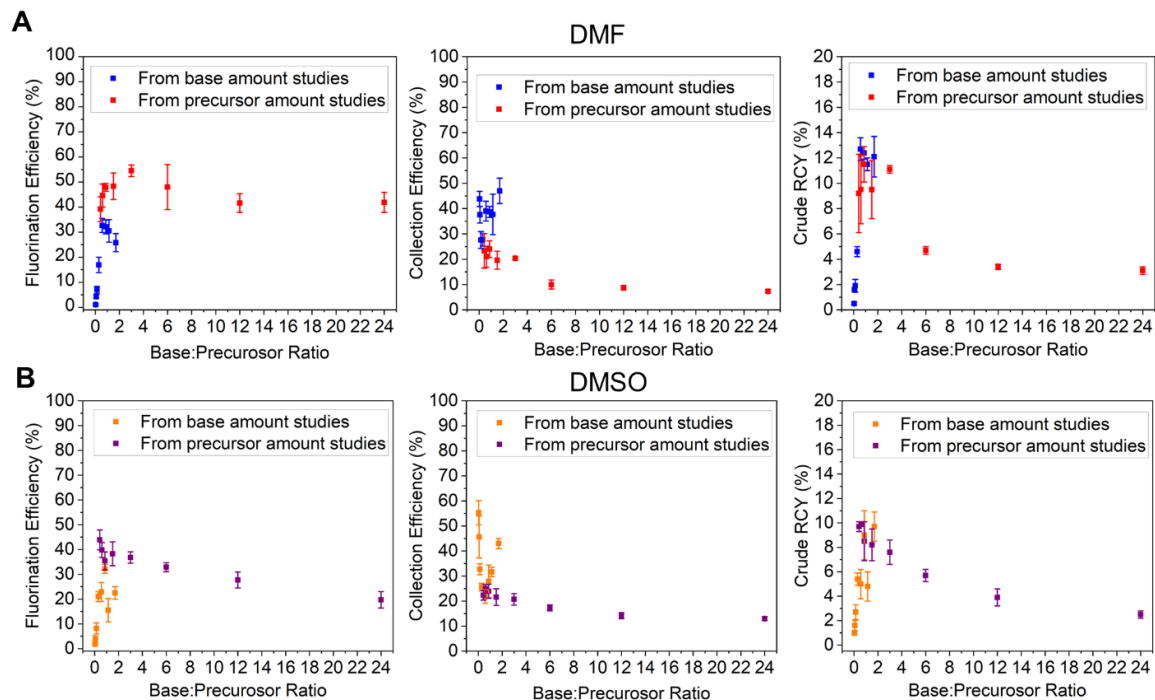 A
DMF
100
90
80
70
60
50
40
30
20
10
0
Fluorination Efficiency (%)
From base amount studies
From precursor amount studies
0 2 4 6 8 10 12 14 16 18 20 22 24
Base:Precurosor Ratio
100
90
80
70
60
50
40
30
20
10
0
Collection Efficiency (%)
From base amount studies
From precursor amount studies
0 2 4 6 8 10 12 14 16 18 20 22 24
Base:Precurosor Ratio
20
18
16
14
12
10
8
6
4
2
0
Crude RCY (%)
From base amount studies
From precursor amount studies
0 2 4 6 8 10 12 14 16 18 20 22 24
Base:Precurosor Ratio
B
DMSO
100
90
80
70
60
50
40
30
20
10
0
Fluorination Efficiency (%)
From base amount studies
From precursor amount studies
0 2 4 6 8 10 12 14 16 18 20 22 24
Base:Precurosor Ratio
100
90
80
70
60
50
40
30
20
10
0
Collection Efficiency (%)
From base amount studies
From precursor amount studies
0 2 4 6 8 10 12 14 16 18 20 22 24
Base:Precurosor Ratio
20
18
16
14
12
10
8
6
4
2
0
Crude RCY (%)
From base amount studies
From precursor amount studies
0 2 4 6 8 10 12 14 16 18 20 22 24
Base:Precurosor Ratio